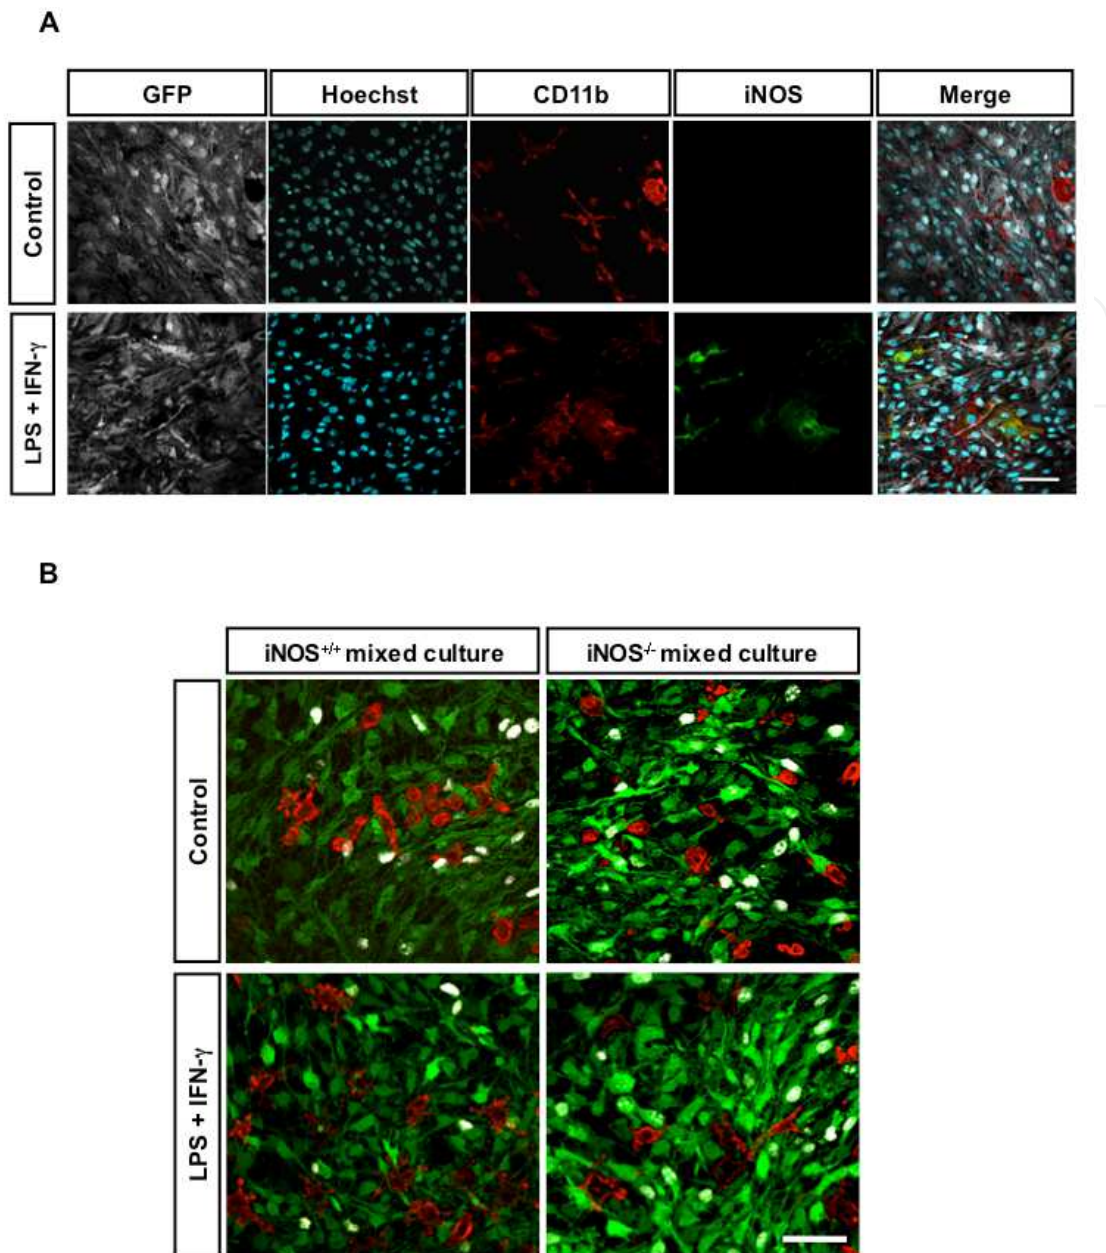 A
GFP
Hoechst
CD11b
iNOS
Merge
Control
LPS + IFN-γ
B
iNOS+/+ mixed culture
iNOS-/- mixed culture
Control
LPS + IFN-γ